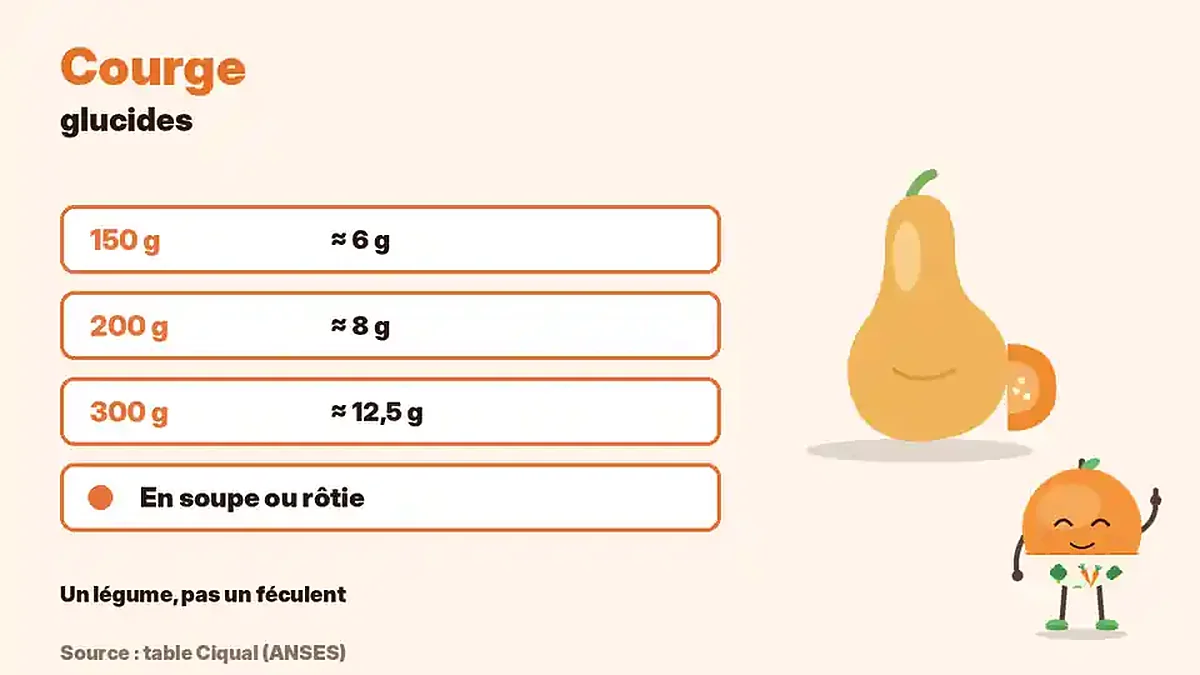 Courge
glucides
150 g ≈ 6 g
200 g ≈ 8 g
300 g ≈ 12,5 g
En soupe ou rôtie
Un légume, pas un féculent
Source : table Ciqual (ANSES)